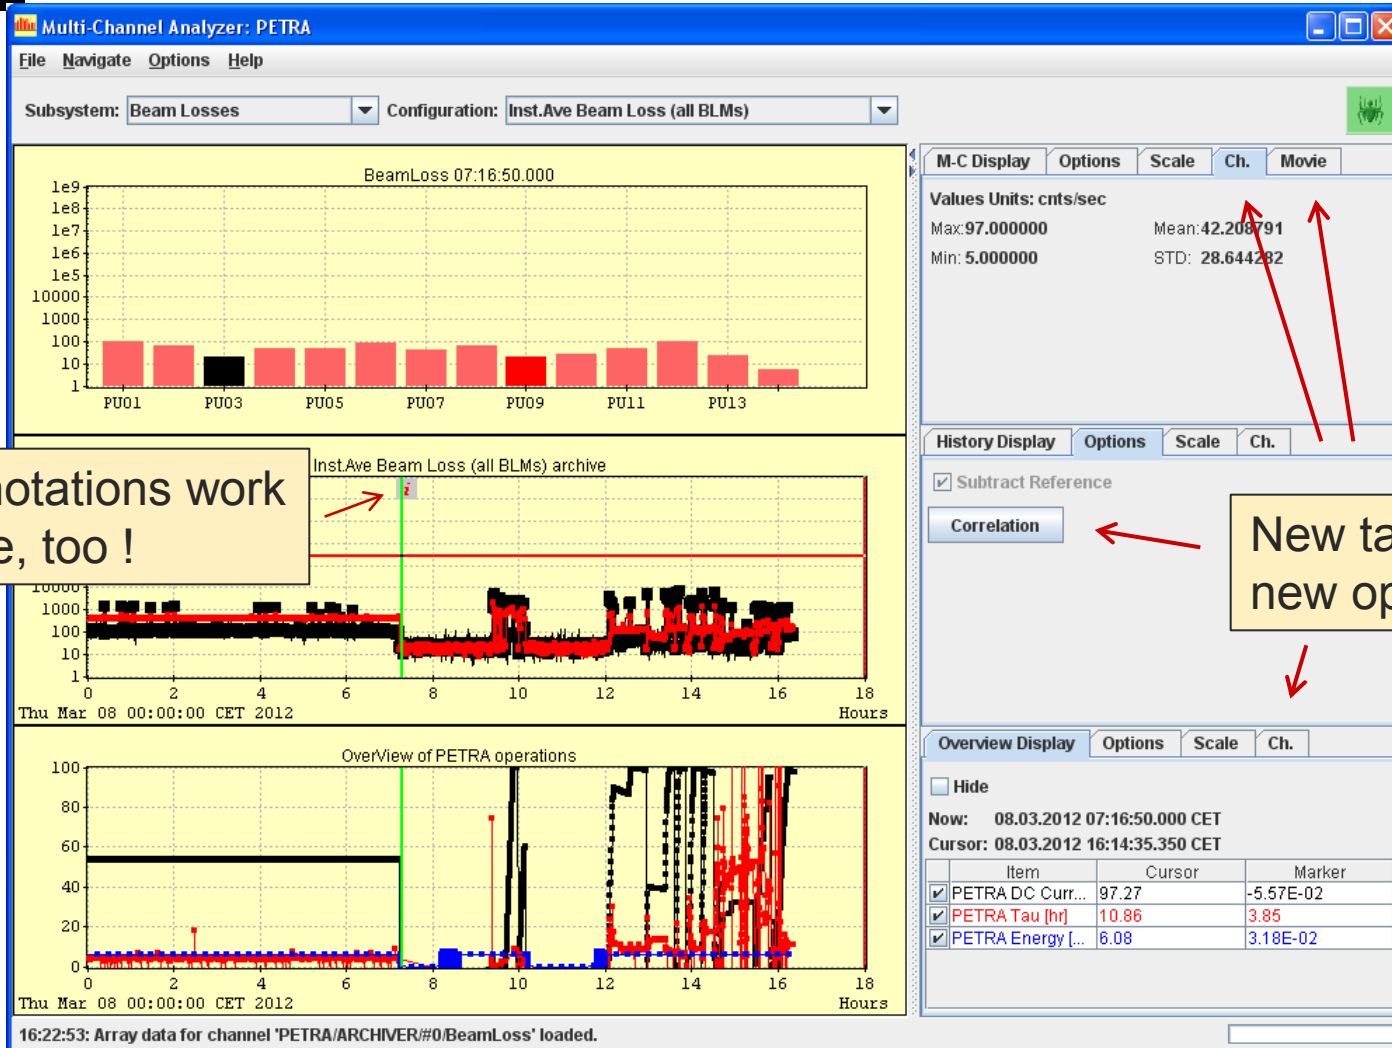 Multi-Channel Analyzer: PETRA
File Navigate Options Help
Subsystem: Beam Losses Configuration: Inst.Ave Beam Loss (all BLMs)
BeamLoss 07:16:50.000
1e9
1e8
1e7
1e6
1e5
10000
1000
100
10
1
PU01 PU03 PU05 PU07 PU09 PU11 PU13
M-C Display Options Scale Ch. Movie
Values Units: cnts/sec
Max: 97.000000 Mean: 42.208791
Min: 5.000000 STD: 28.644282
Inst.Ave Beam Loss (all BLMs) archive
i
notations work
e, too !
10000
1000
100
10
1
0 2 4 6 8 10 12 14 16 18
Thu Mar 08 00:00:00 CET 2012 Hours
History Display Options Scale Ch.
Subtract Reference
Correlation
New ta
new op
OverView of PETRA operations
100
80
60
40
20
0
0 2 4 6 8 10 12 14 16 18
Thu Mar 08 00:00:00 CET 2012 Hours
Overview Display Options Scale Ch.
Hide
Now: 08.03.2012 07:16:50.000 CET
Cursor: 08.03.2012 16:14:35.350 CET
Item Cursor Marker
PETRA DC Curr... 97.27 -5.57E-02
PETRA Tau [hr] 10.86 3.85
PETRA Energy [... 6.08 3.18E-02
16:22:53: Array data for channel 'PETRA/ARCHIVER/#0/BeamLoss' loaded.